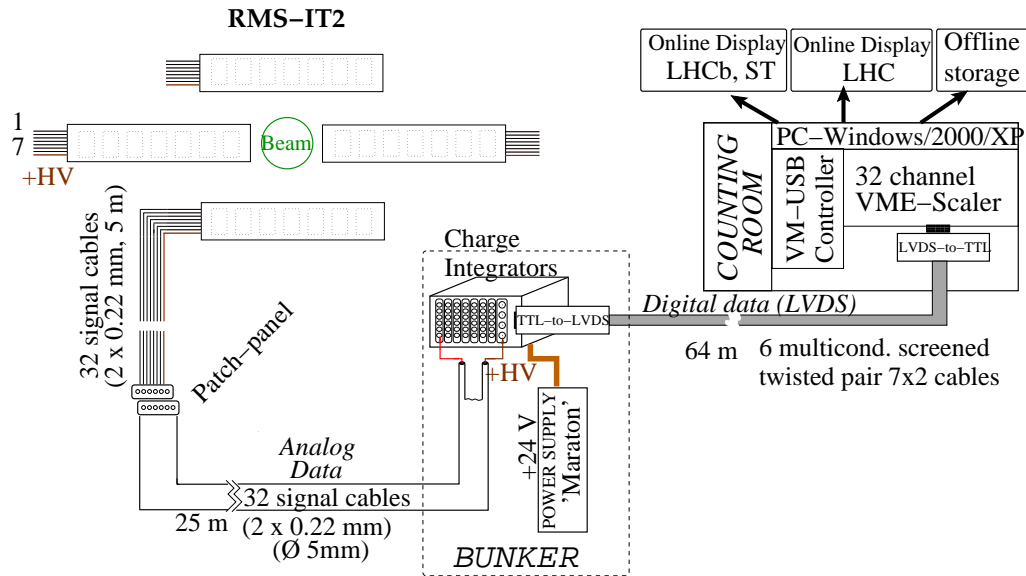 RMS−IT2
Online Display
LHCb, ST
Online Display
LHC
Offline
storage
1
7
+HV
Beam
COUNTING
ROOM
PC−Windows/2000/XP
VM−USB
Controller
32 channel
VME−Scaler
LVDS−to−TTL
32 signal cables
(2 x 0.22 mm, 5 m)
Patch−panel
Charge
Integrators
TTL−to−LVDS
+HV
Digital data (LVDS)
64 m
6 multicond. screened
twisted pair 7x2 cables
+24 V
POWER SUPPLY
'Maraton'
Analog
Data
32 signal cables
25 m
(2 x 0.22 mm)
(Ø 5mm)
BUNKER